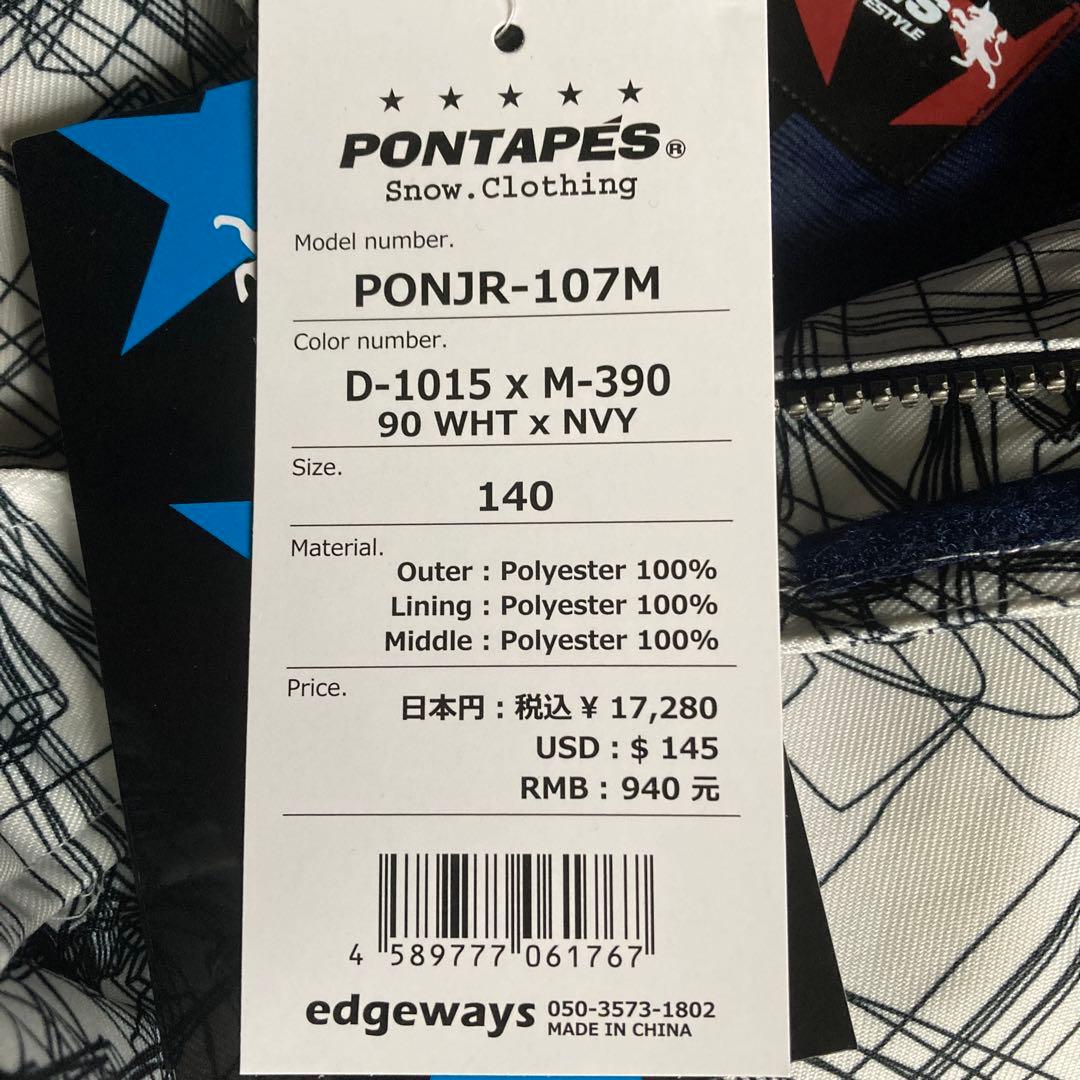 ESTYLE
★ ★ ★ ★ ★
PONTAPÉS®
Snow.Clothing
Model number.
PONJR-107M
Color number.
D-1015 x M-390
90 WHT x NVY
Size.
140
Material.
Outer : Polyester 100%
Lining : Polyester 100%
Middle : Polyester 100%
Price.
日本円 : 税込 ¥ 17,280
USD : $ 145
RMB : 940 元
4 589777 061767
edgeways 050-3573-1802
MADE IN CHINA